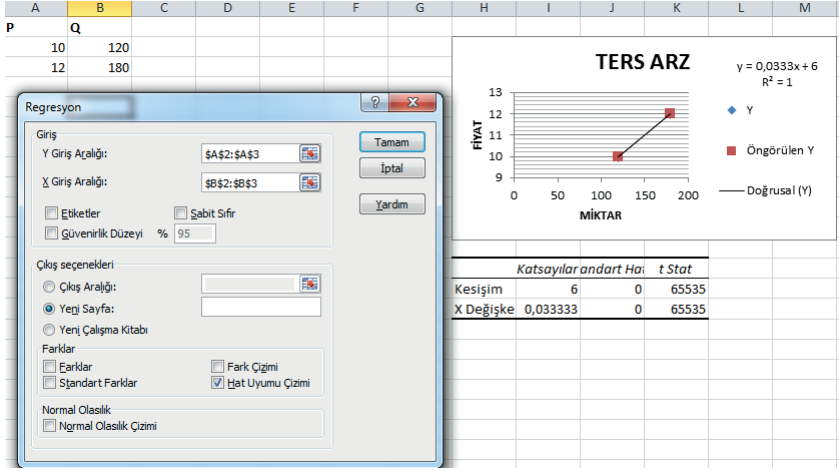 A B C D E F G H I J K L M
P Q
10 120
12 180
Regresyon
Giriş
Y Giriş Aralığı: $A$2:$A$3
X Giriş Aralığı: $B$2:$B$3
Etiketler Sabit Sıfır
Güvenirlik Düzeyi % 95
Çıkış seçenekleri
Çıkış Aralığı:
Yeni Sayfa:
Yeni Çalışma Kitabı
Farklar
Farklar Fark Çizimi
Standart Farklar Hat Uyumu Çizimi
Normal Olasılık
Normal Olasılık Çizimi
Tamam
İptal
Yardım
TERS ARZ
y = 0,0333x + 6
R² = 1
FİYAT
13
12
11
10
9
0 50 100 150 200
MİKTAR
Y
Öngörülen Y
Doğrusal (Y)
Katsayılar andart Hat t Stat
Kesişim 6 0 65535
X Değişke 0,033333 0 65535